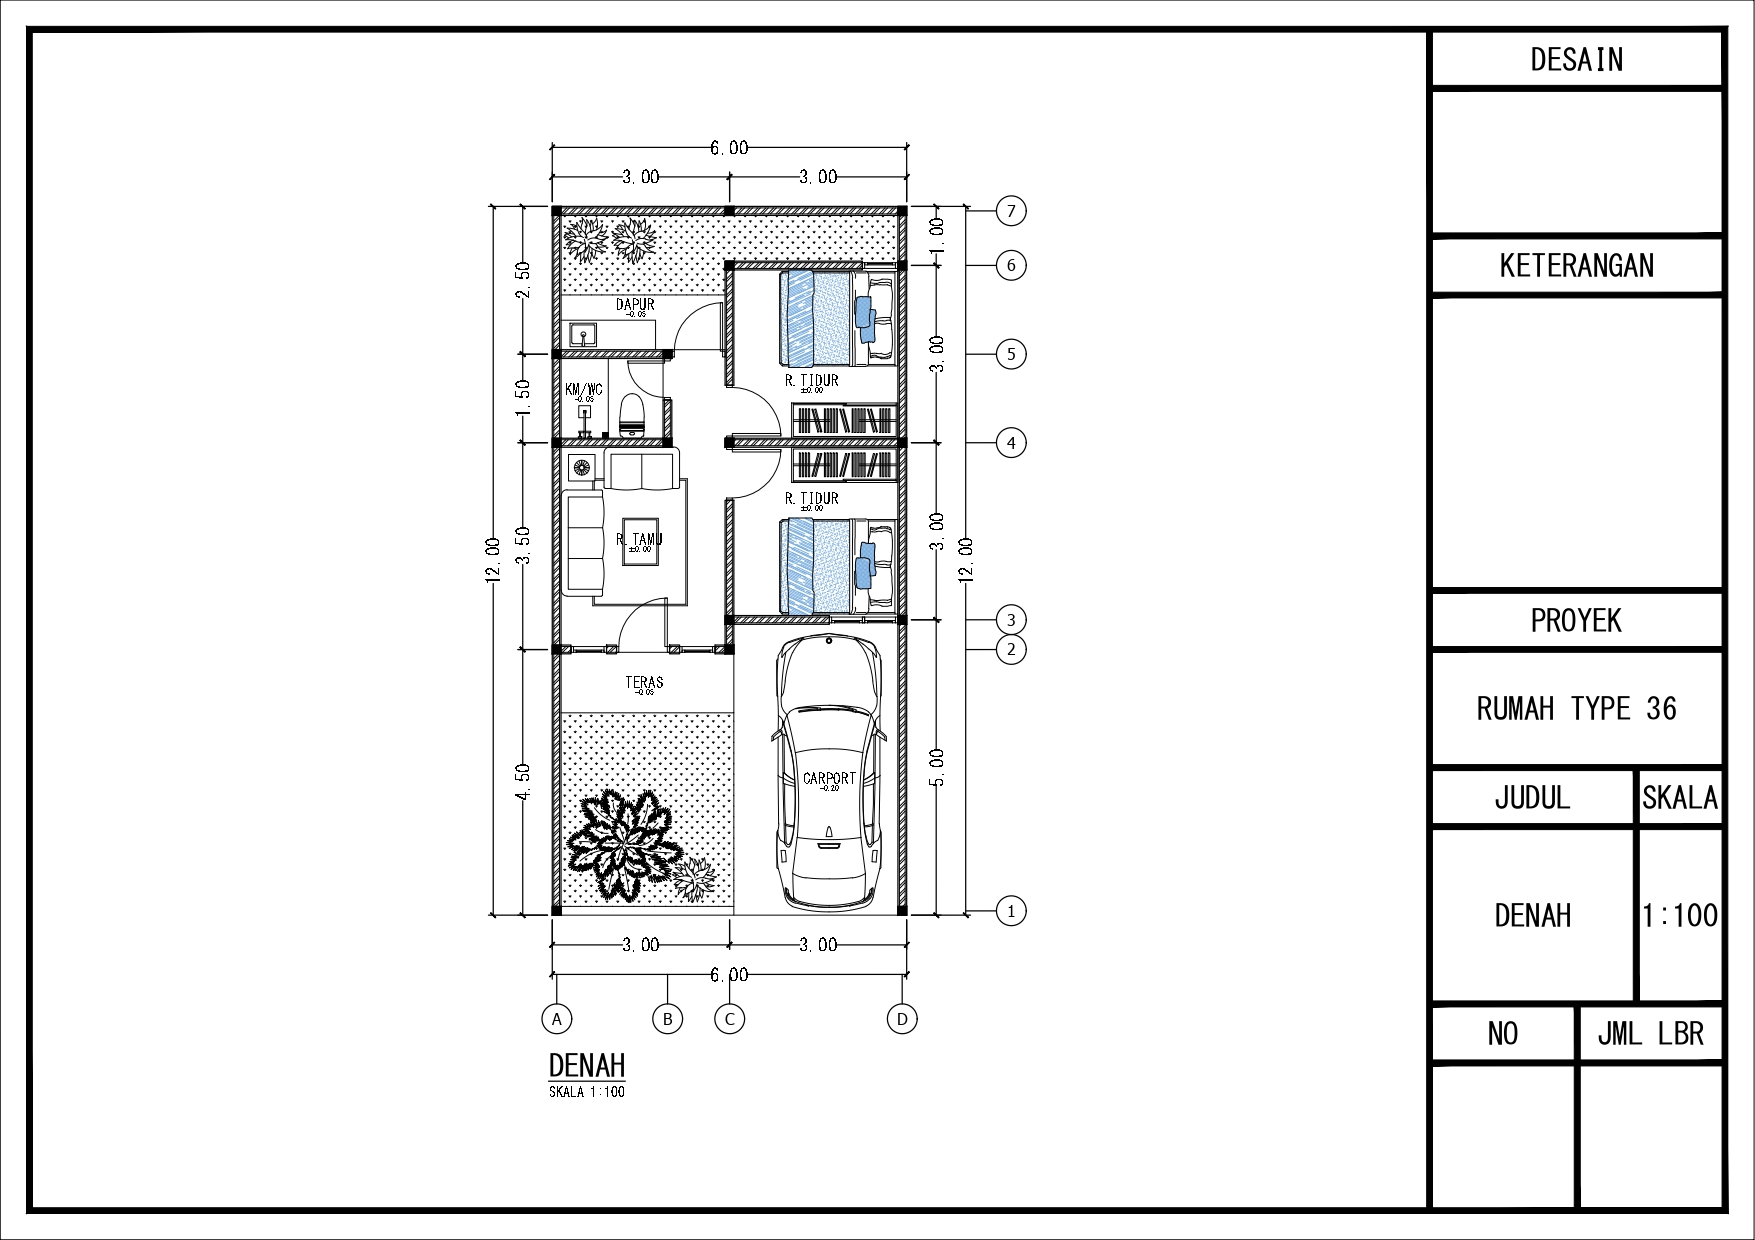 DESAIN
KETERANGAN
PROYEK
RUMAH TYPE 36
JUDUL
SKALA
DENAH
1:100
NO
JML LBR
6.00
3.00
3.00
7
6
5
4
3
2
1
12.00
2.50
1.50
3.50
4.50
1.00
3.00
3.00
5.00
12.00
DAPUR
-0.05
R.TIDUR
±0.00
KM/WC
-0.05
R.TIDUR
±0.00
R.TAMU
±0.00
TERAS
-0.05
CARPORT
-0.20
3.00
3.00
6.00
A
B
C
D
DENAH
SKALA 1:100